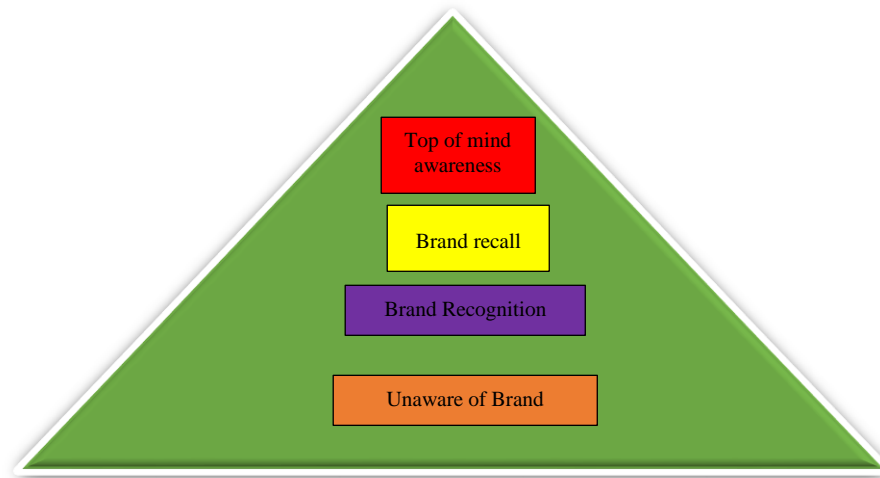 Top of mind
awareness
Brand recall
Brand Recognition
Unaware of Brand